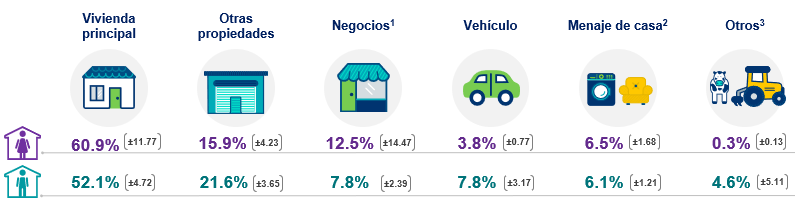 Vivienda principal
Otras propiedades
Negocios¹
Vehículo
Menaje de casa²
Otros³
60.9% (±11.77) 15.9% (±4.23) 12.5% (±14.47) 3.8% (±0.77) 6.5% (±1.68) 0.3% (±0.13)
52.1% (±4.72) 21.6% (±3.65) 7.8% (±2.39) 7.8% (±3.17) 6.1% (±1.21) 4.6% (±5.11)